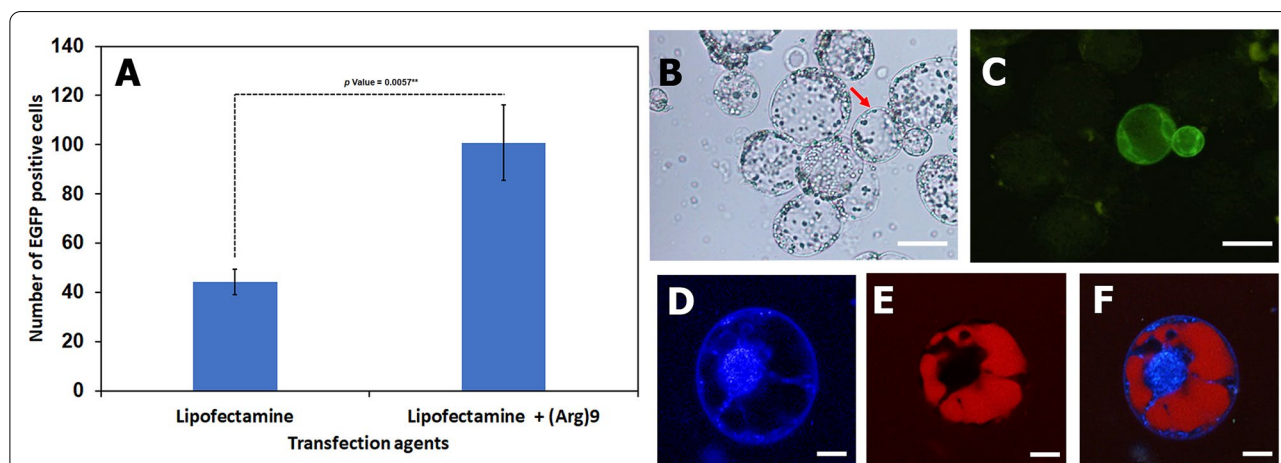 A
Number of EGFP positive cells
140
120
100
80
60
40
20
0
p Value = 0.0057**
Lipofectamine
Lipofectamine + (Arg)9
Transfection agents
B
C
D
E
F